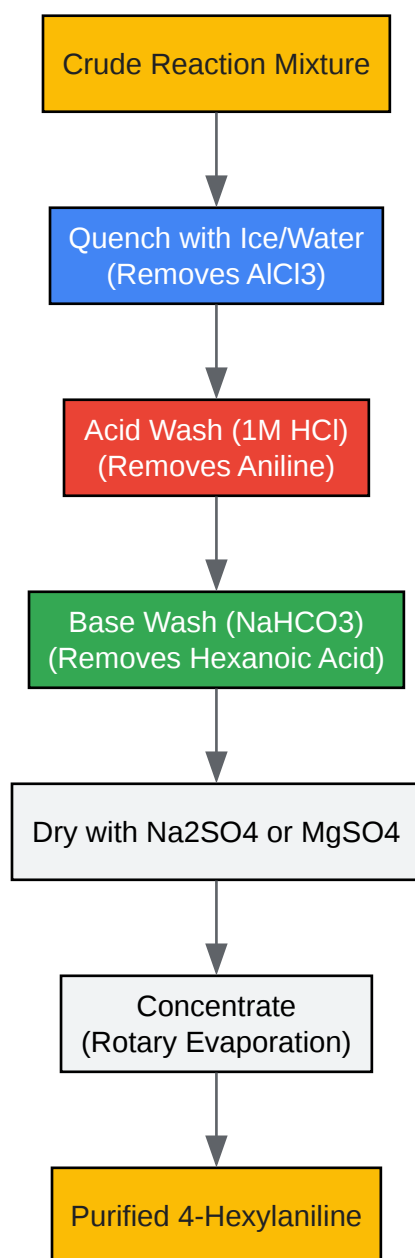 Crude Reaction Mixture
Quench with Ice/Water
(Removes AlCl3)
Acid Wash (1M HCl)
(Removes Aniline)
Base Wash (NaHCO3)
(Removes Hexanoic Acid)
Dry with Na2SO4 or MgSO4
Concentrate
(Rotary Evaporation)
Purified 4-Hexylaniline